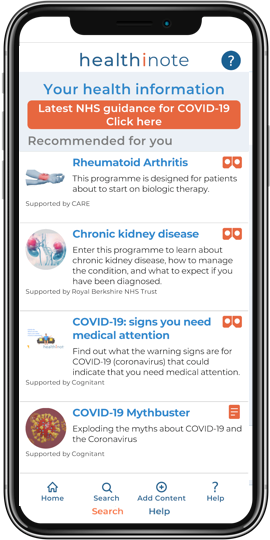 healthinote
?
Your health information
Latest NHS guidance for COVID-19
Click here
Recommended for you
Rheumatoid Arthritis
This programme is designed for patients
about to start on biologic therapy.
Supported by CARE
Chronic kidney disease
Enter this programme to learn about
chronic kidney disease, how to manage
the condition, and what to expect if you
have been diagnosed.
Supported by Royal Berkshire NHS Trust
COVID-19: signs you need
medical attention
Find out what the warning signs are for
COVID-19 (coronavirus) that could
indicate that you need medical attention.
Supported by Cognitant
COVID-19 Mythbuster
Exploding the myths about COVID-19 and
the Coronavirus
Supported by Cognitant
Home Search Add Content Help
Search Help